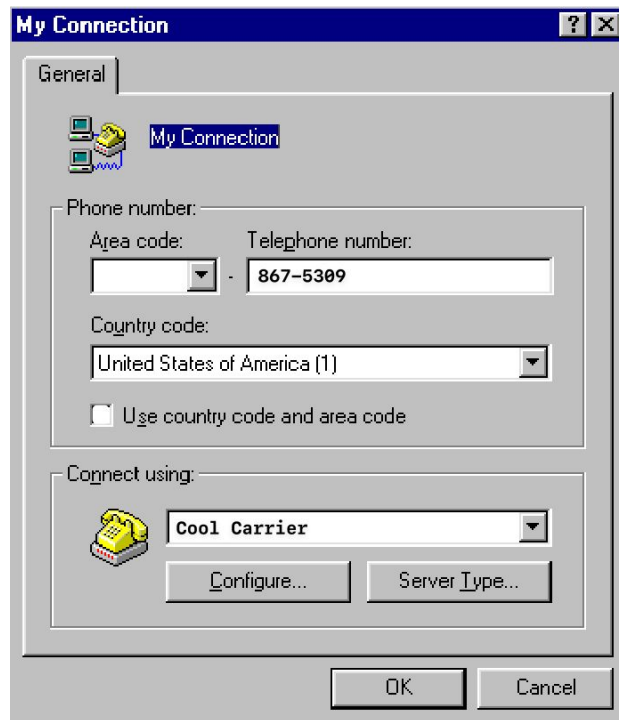 My Connection
General
My Connection
Phone number:
Area code: Telephone number:
- 867-5309
Country code:
United States of America (1)
Use country code and area code
Connect using:
Cool Carrier
Configure... Server Type...
OK Cancel